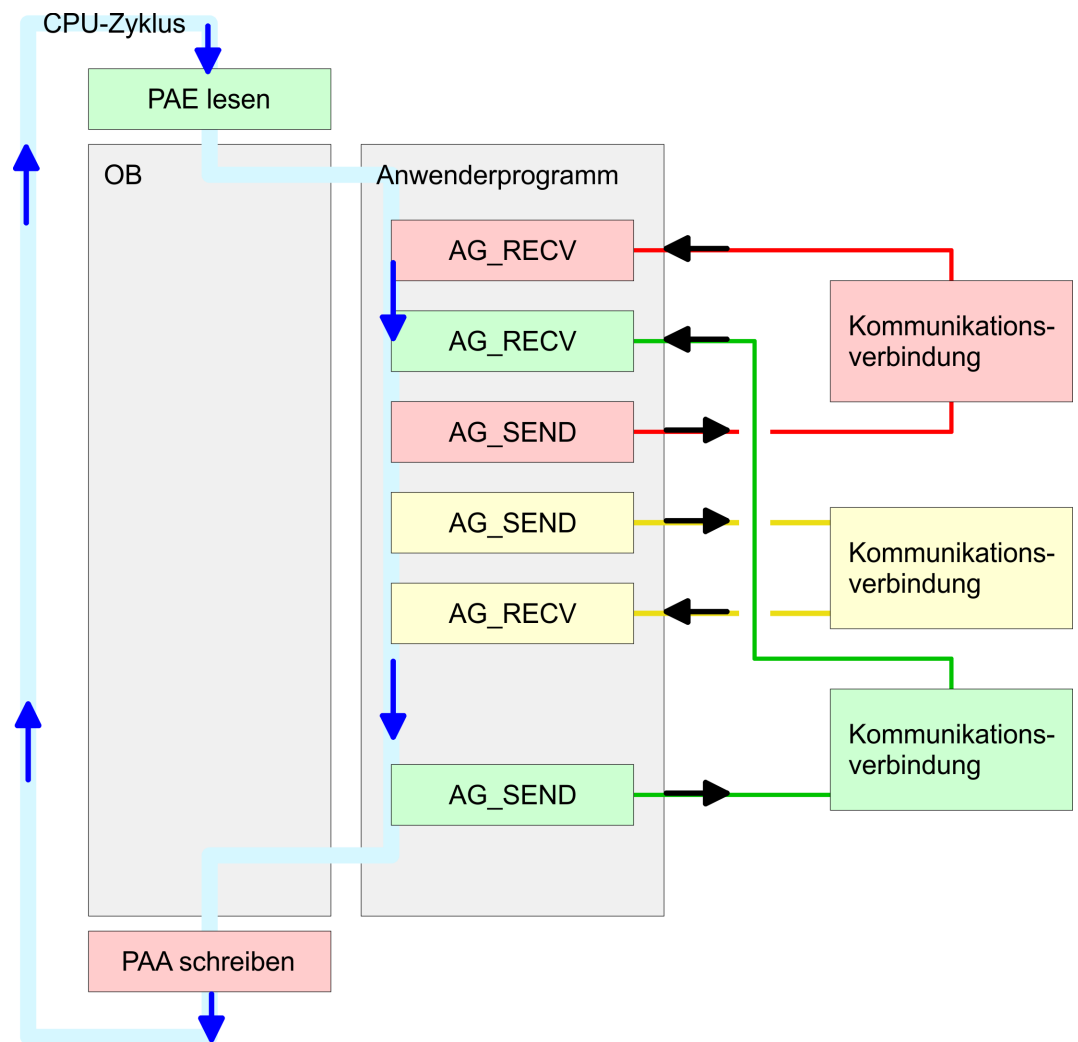 CPU-Zyklus
PAE lesen
OB
Anwenderprogramm
AG_RECV
AG_RECV
AG_SEND
AG_SEND
AG_RECV
AG_SEND
Kommunikations-
verbindung
Kommunikations-
verbindung
Kommunikations-
verbindung
PAA schreiben